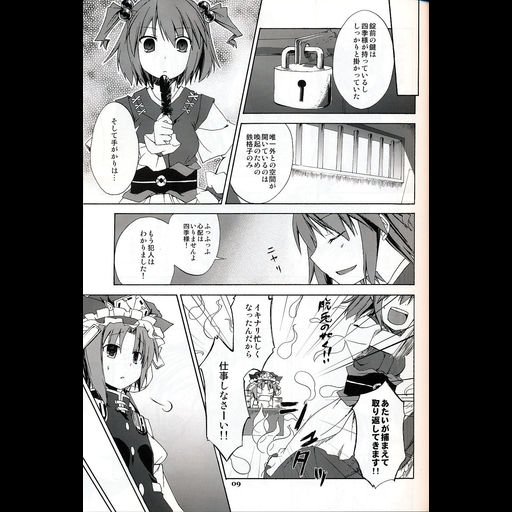 錠前の鍵は
四季様が持っているし
しっかりと掛かっていた
唯一外との空間が
開いているのは
喚起のための
鉄格子のみ
そして手がかりは…
ニヤリ
ふっふっふ
心配は
いりませんよ
四季様!
もう犯人は
わかりました!
あたいが捕まえて
取り返してきます!!
イキナリ忙しく
なったんだから
仕事しなさーい!!
ダッ
09